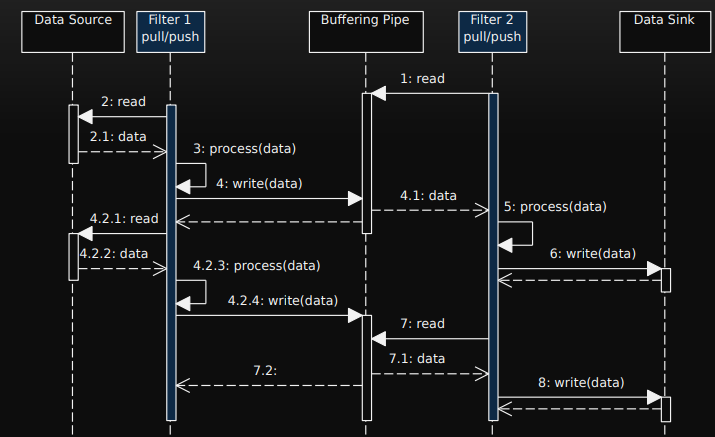 Data Source
Filter 1
pull/push
Buffering Pipe
Filter 2
pull/push
Data Sink
1: read
2: read
2.1: data
3: process(data)
4: write(data)
4.1: data
5: process(data)
4.2.1: read
4.2.2: data
6: write(data)
4.2.3: process(data)
4.2.4: write(data)
7: read
7.1: data
7.2:
8: write(data)